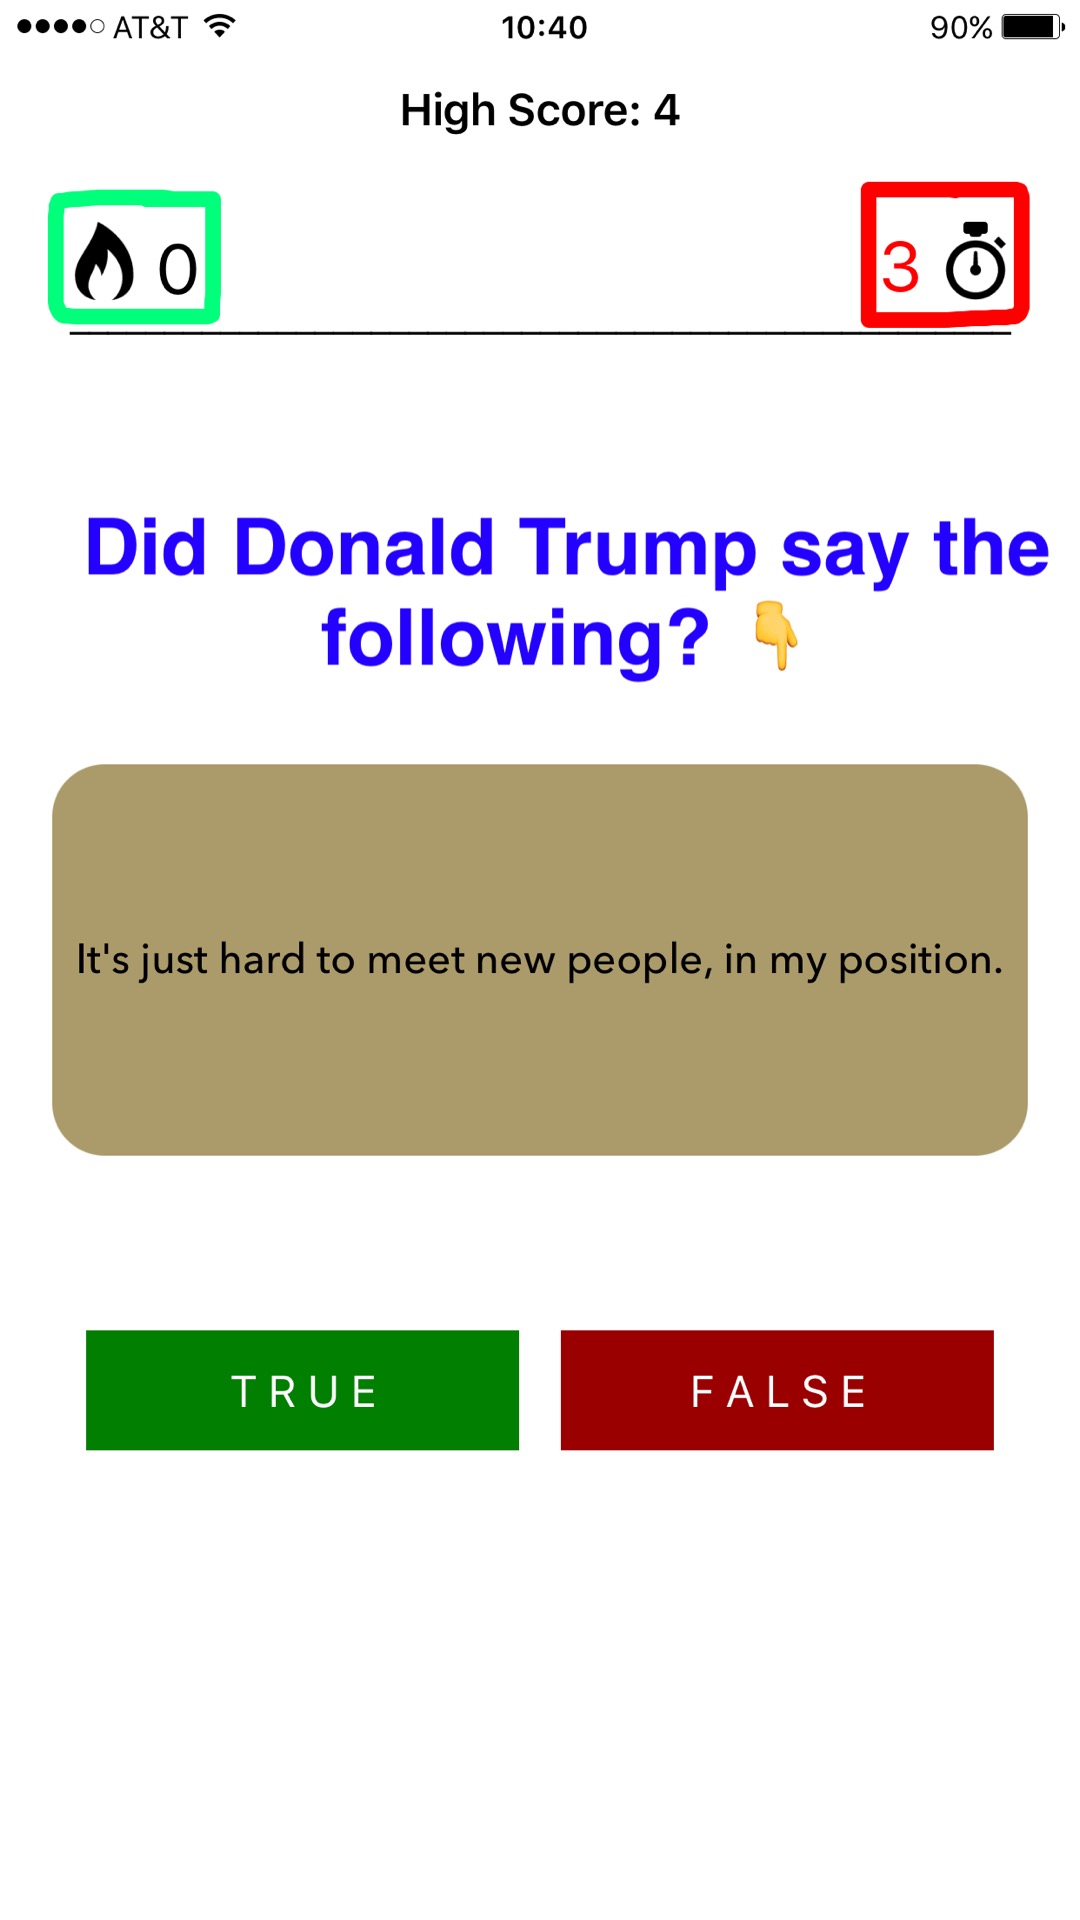 AT&T 10:40 90%
High Score: 4
0 3
Did Donald Trump say the
following? 👇
It's just hard to meet new people, in my position.
TRUE FALSE